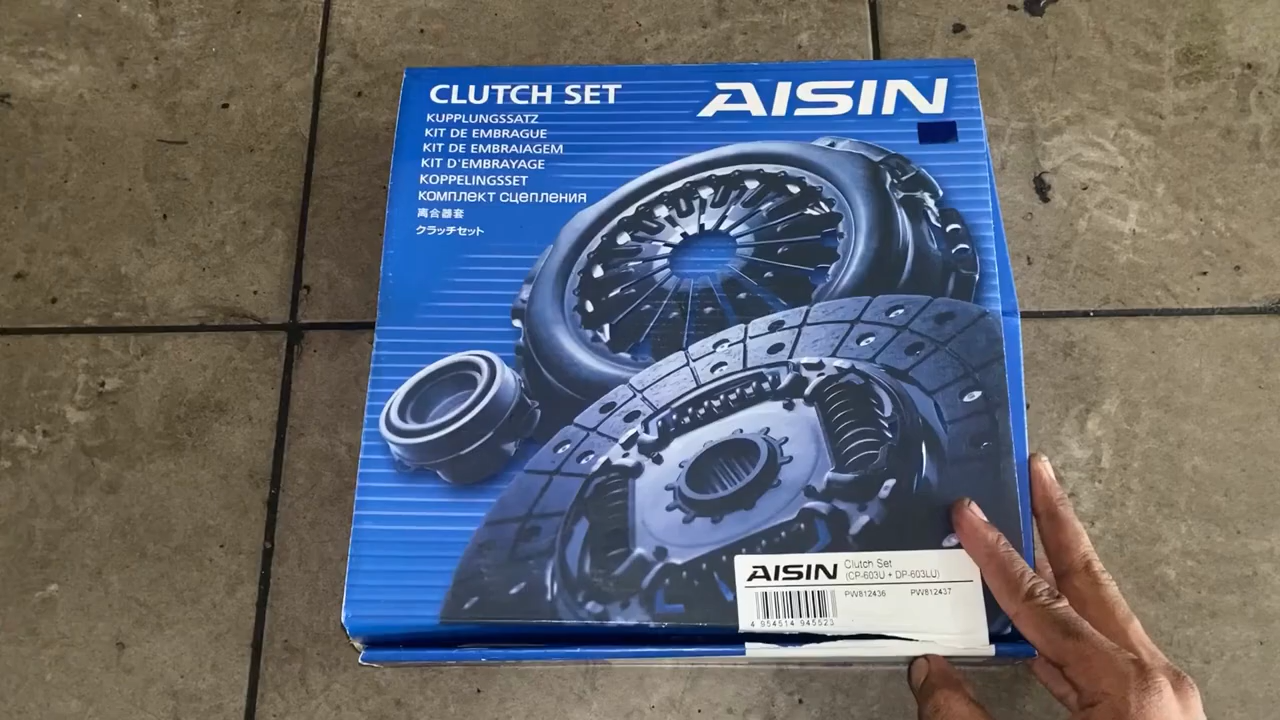 CLUTCH SET
AISIN
KUPPLUNGSSATZ
KIT DE EMBRAGUE
KIT DE EMBRAIAGEM
KIT D'EMBRAYAGE
KOPPELINGSSET
КОМПЛЕКТ СЦЕПЛЕНИЯ
离合器套
クラッチセット
AISIN
Clutch Set
(CP-603U + DP-603LU)
PW812436 PW812437
4 954514 945523